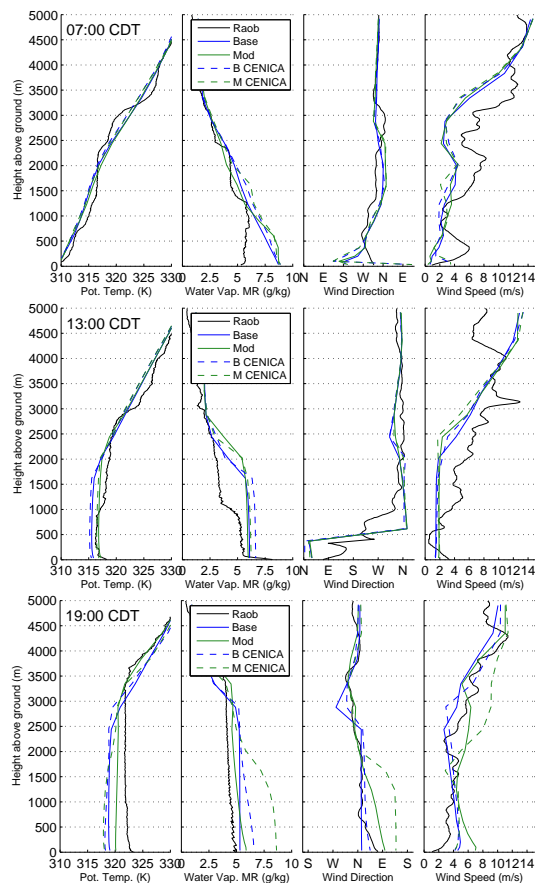 07:00 CDT
Height above ground (m)
5000
4500
4000
3500
3000
2500
2000
1500
1000
500
0
310 320 330
Pot. Temp. (K)
Raob
Base
Mod
B CENICA
M CENICA
0 2.5 5 7.5 10
Water Vap. MR (g/kg)
N E S W N E
Wind Direction
0 2 4 6 8 10 12 14
Wind Speed (m/s)
13:00 CDT
Height above ground (m)
5000
4500
4000
3500
3000
2500
2000
1500
1000
500
0
310 320 330
Pot. Temp. (K)
Raob
Base
Mod
B CENICA
M CENICA
0 2.5 5 7.5 10
Water Vap. MR (g/kg)
N E S W N
Wind Direction
0 2 4 6 8 10 12 14
Wind Speed (m/s)
19:00 CDT
Height above ground (m)
5000
4500
4000
3500
3000
2500
2000
1500
1000
500
0
310 320 330
Pot. Temp. (K)
Raob
Base
Mod
B CENICA
M CENICA
0 2.5 5 7.5 10
Water Vap. MR (g/kg)
S W N E S
Wind Direction
0 2 4 6 8 10 12 14
Wind Speed (m/s)